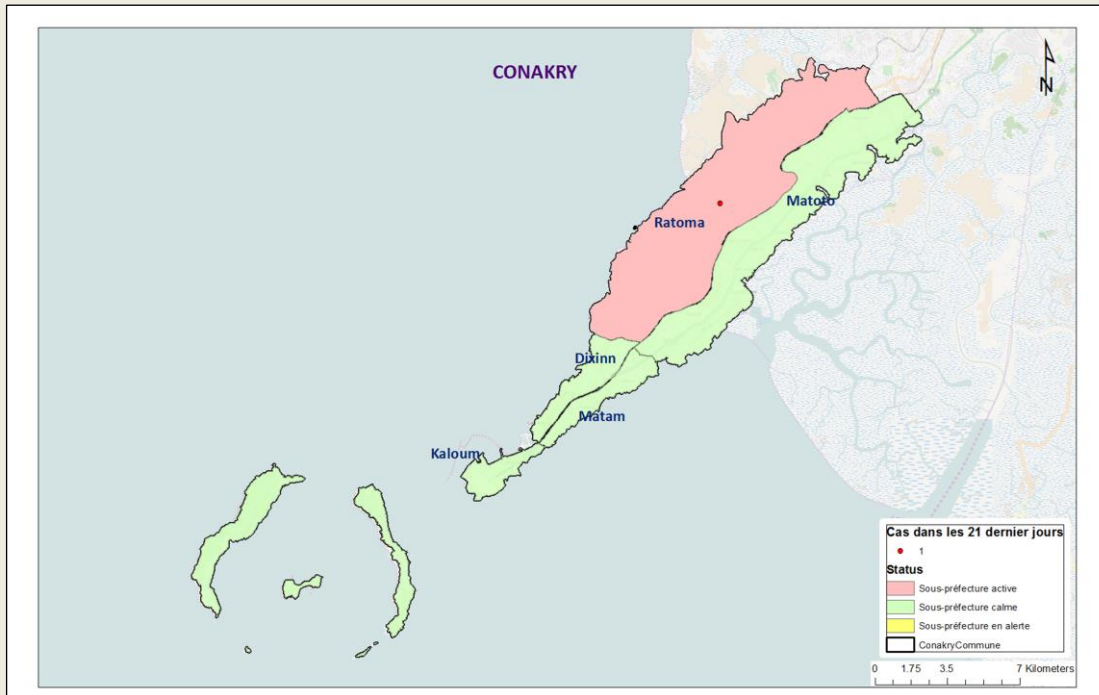 CONAKRY
N
Matoto
Ratoma
Dixinn
Matam
Kaloum
Cas dans les 21 dernier jours
1
Status
Sous-préfecture active
Sous-préfecture calme
Sous-préfecture en alerte
ConakryCommune
0 1.75 3.5 7 Kilometers